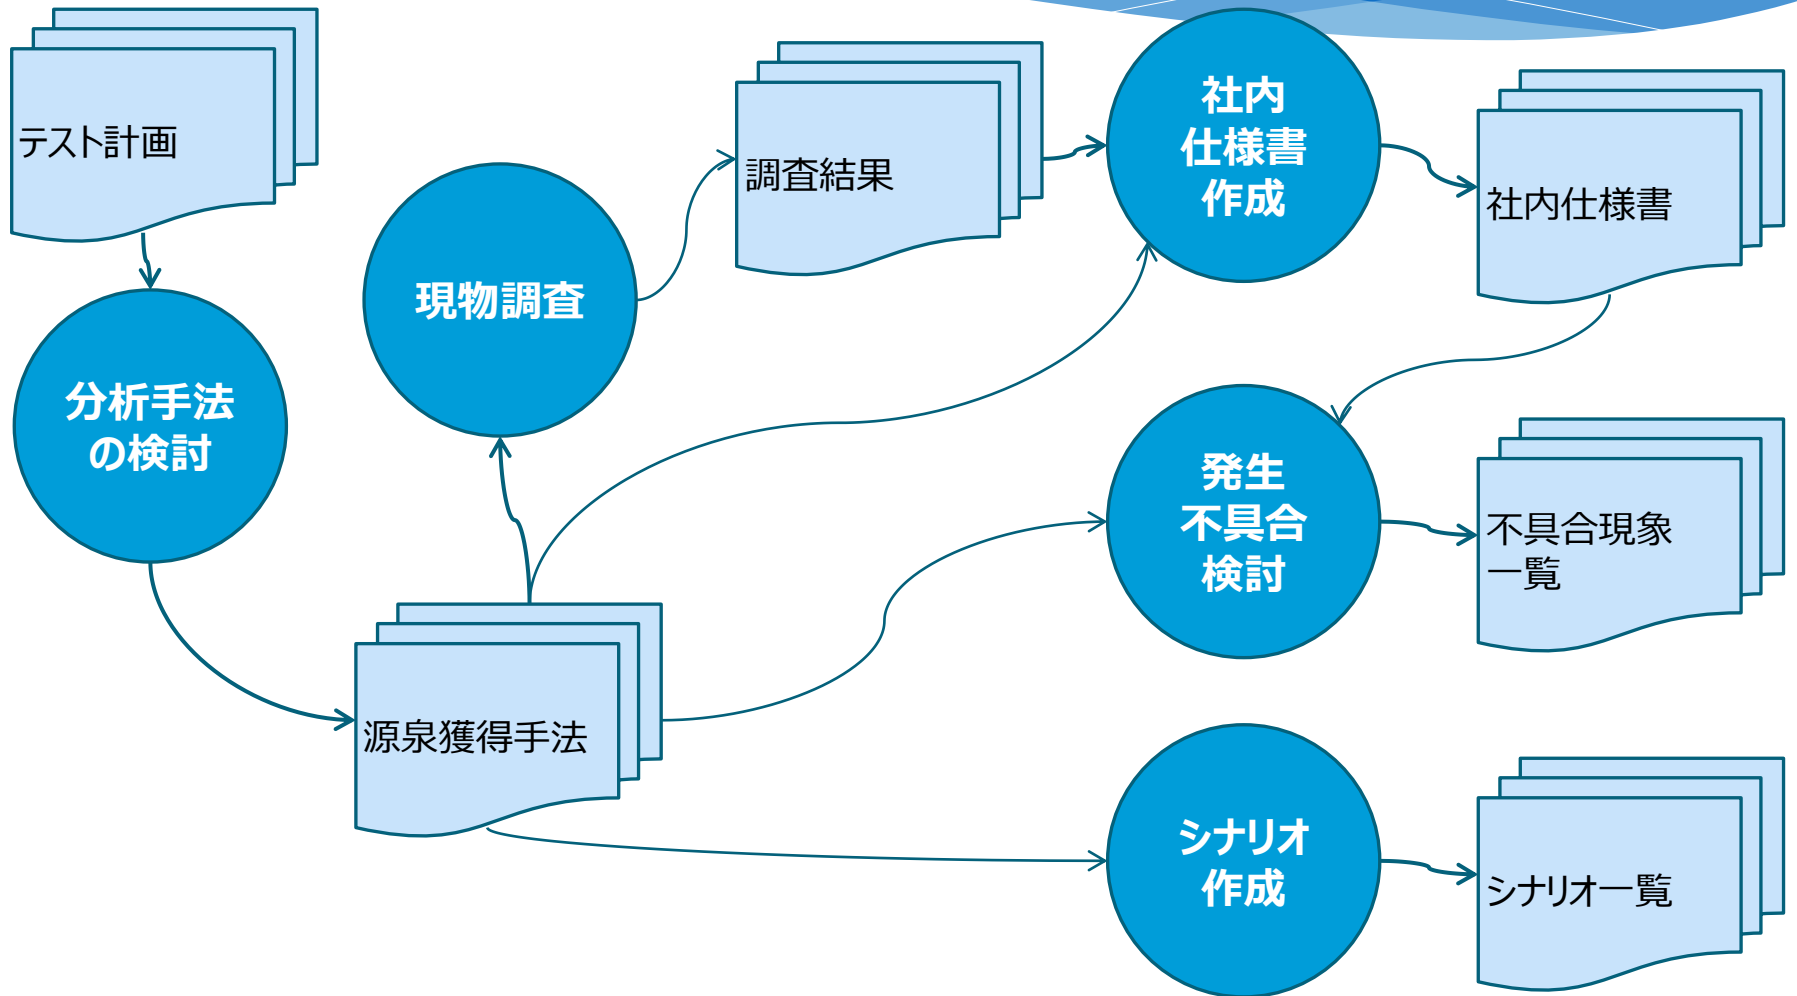 テスト計画
分析手法
の検討
現物調査
調査結果
社内
仕様書
作成
社内仕様書
源泉獲得手法
発生
不具合
検討
不具合現象
一覧
シナリオ
作成
シナリオ一覧